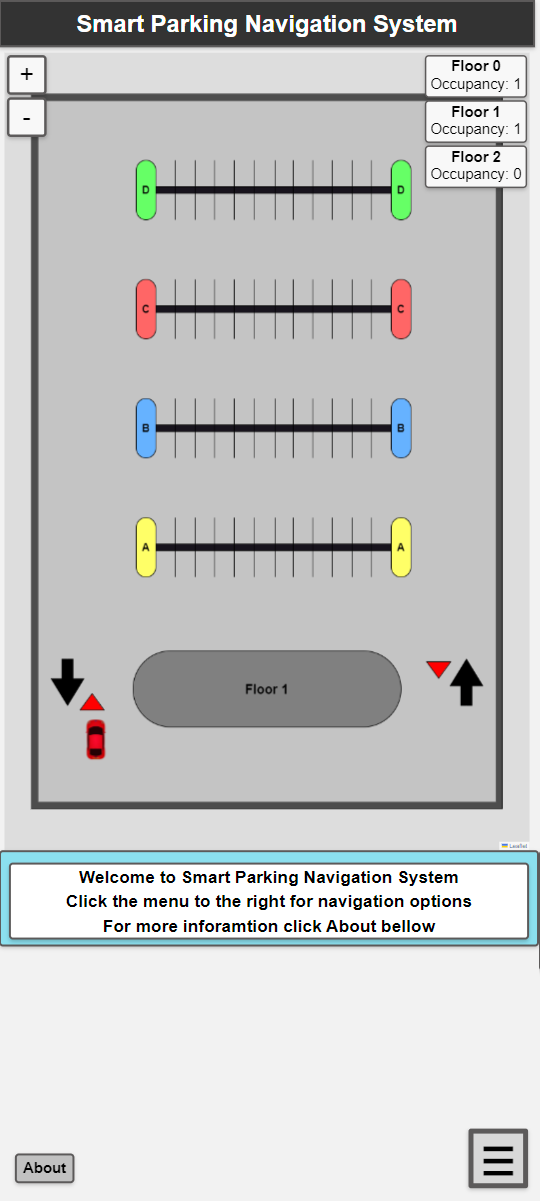 Smart Parking Navigation System
+
-
Floor 0
Occupancy: 1
Floor 1
Occupancy: 1
Floor 2
Occupancy: 0
D D
C C
B B
A A
Floor 1
Leaflet
Welcome to Smart Parking Navigation System
Click the menu to the right for navigation options
For more inforamtion click About bellow
About